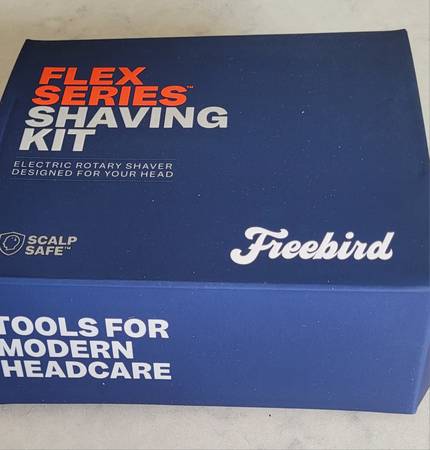 FLEX
SERIES™
SHAVING
KIT
ELECTRIC ROTARY SHAVER
DESIGNED FOR YOUR HEAD
SCALP
SAFE™
Freebird
TOOLS FOR
MODERN
HEADCARE